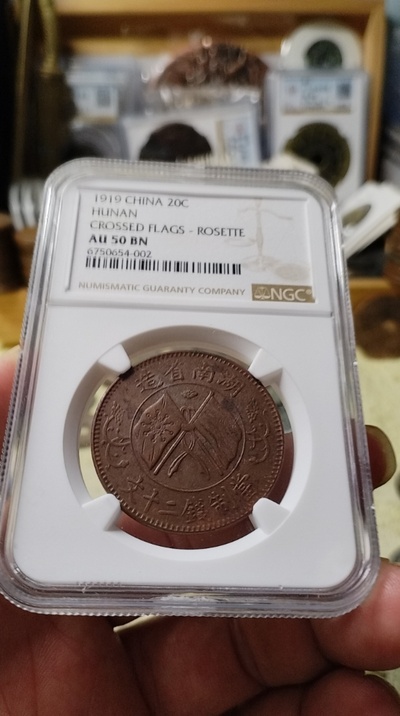 1919 CHINA 20C
HUNAN
CROSSED FLAGS - ROSETTE
AU 50 BN
6750654-002
NUMISMATIC GUARANTY COMPANY
NGC
湖南省造
當制錢二十文